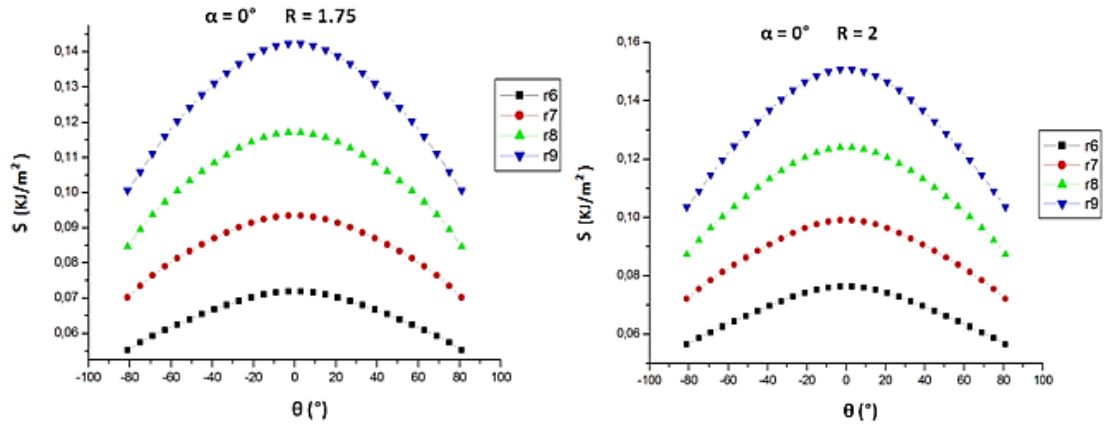 α = 0° R = 1.75
0,14
0,13
0,12
0,11
0,10
0,09
0,08
0,07
0,06
S (KJ/m²)
-100 -80 -60 -40 -20 0 20 40 60 80 100
θ (°)
r6
r7
r8
r9
α = 0° R = 2
0,16
0,14
0,12
0,10
0,08
0,06
S (KJ/m²)
-100 -80 -60 -40 -20 0 20 40 60 80 100
θ (°)
r6
r7
r8
r9